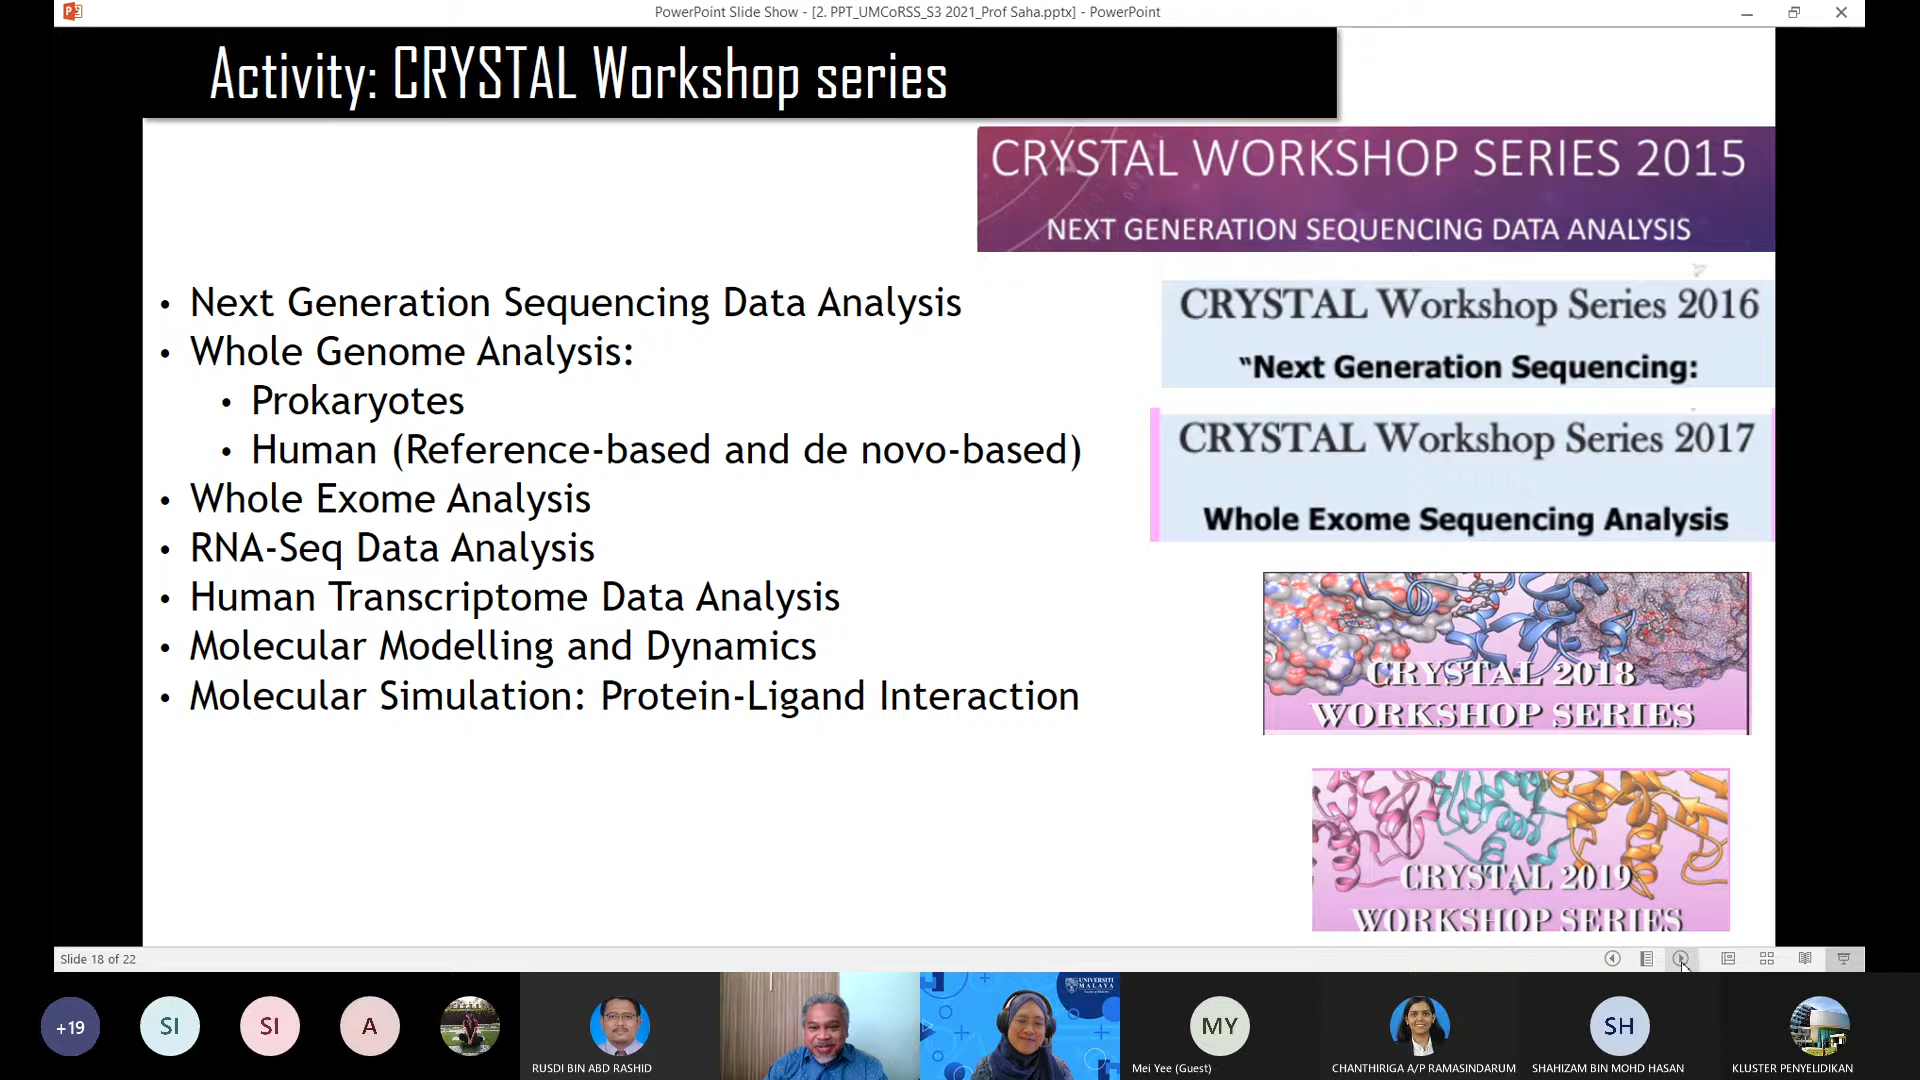 PowerPoint Slide Show - [2. PPT_UMCoRSS_S3 2021_Prof Saha.pptx] - PowerPoint
Activity: CRYSTAL Workshop series
CRYSTAL WORKSHOP SERIES 2015
NEXT GENERATION SEQUENCING DATA ANALYSIS
• Next Generation Sequencing Data Analysis
• Whole Genome Analysis:
• Prokaryotes
• Human (Reference-based and de novo-based)
• Whole Exome Analysis
• RNA-Seq Data Analysis
• Human Transcriptome Data Analysis
• Molecular Modelling and Dynamics
• Molecular Simulation: Protein-Ligand Interaction
CRYSTAL Workshop Series 2016
“Next Generation Sequencing:
CRYSTAL Workshop Series 2017
Whole Exome Sequencing Analysis
CRYSTAL 2018
WORKSHOP SERIES
CRYSTAL 2019
WORKSHOP SERIES
Slide 18 of 22
+19
SI
SI
A
RUSDI BIN ABD RASHID
UNIVERSITI
MALAYA
MY
Mei Yee (Guest)
CHANTHIRIGA A/P RAMASINDARUM
SH
SHAHIZAM BIN MOHD HASAN
KLUSTER PENYELIDIKAN